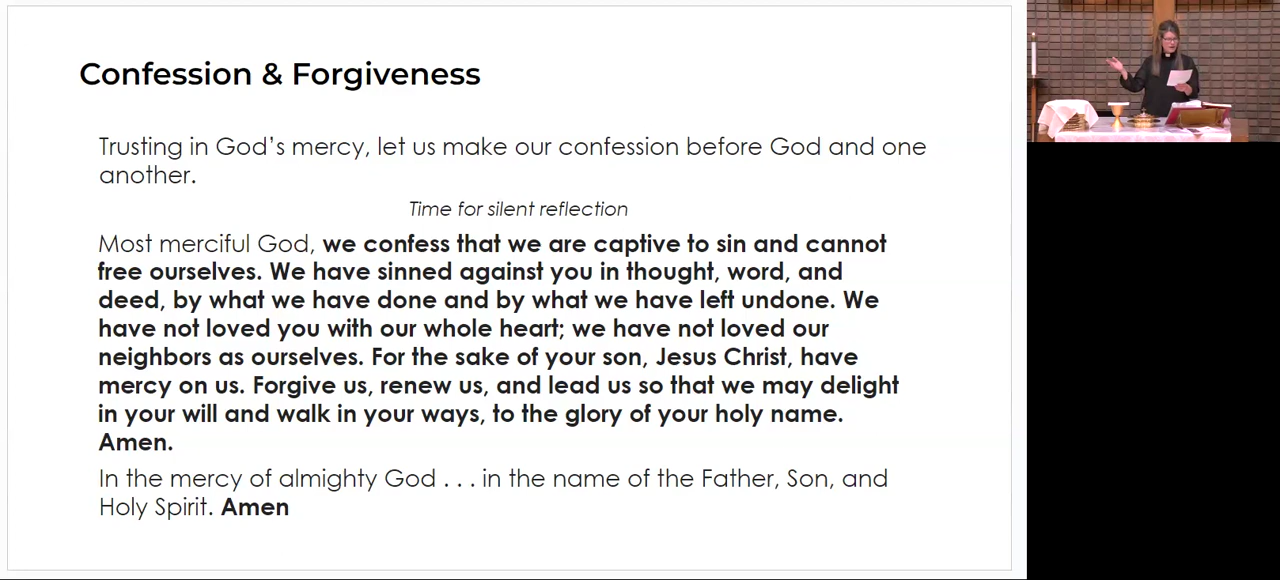 Confession & Forgiveness
Trusting in God’s mercy, let us make our confession before God and one
another.
Time for silent reflection
Most merciful God, we confess that we are captive to sin and cannot
free ourselves. We have sinned against you in thought, word, and
deed, by what we have done and by what we have left undone. We
have not loved you with our whole heart; we have not loved our
neighbors as ourselves. For the sake of your son, Jesus Christ, have
mercy on us. Forgive us, renew us, and lead us so that we may delight
in your will and walk in your ways, to the glory of your holy name.
Amen.
In the mercy of almighty God . . . in the name of the Father, Son, and
Holy Spirit. Amen